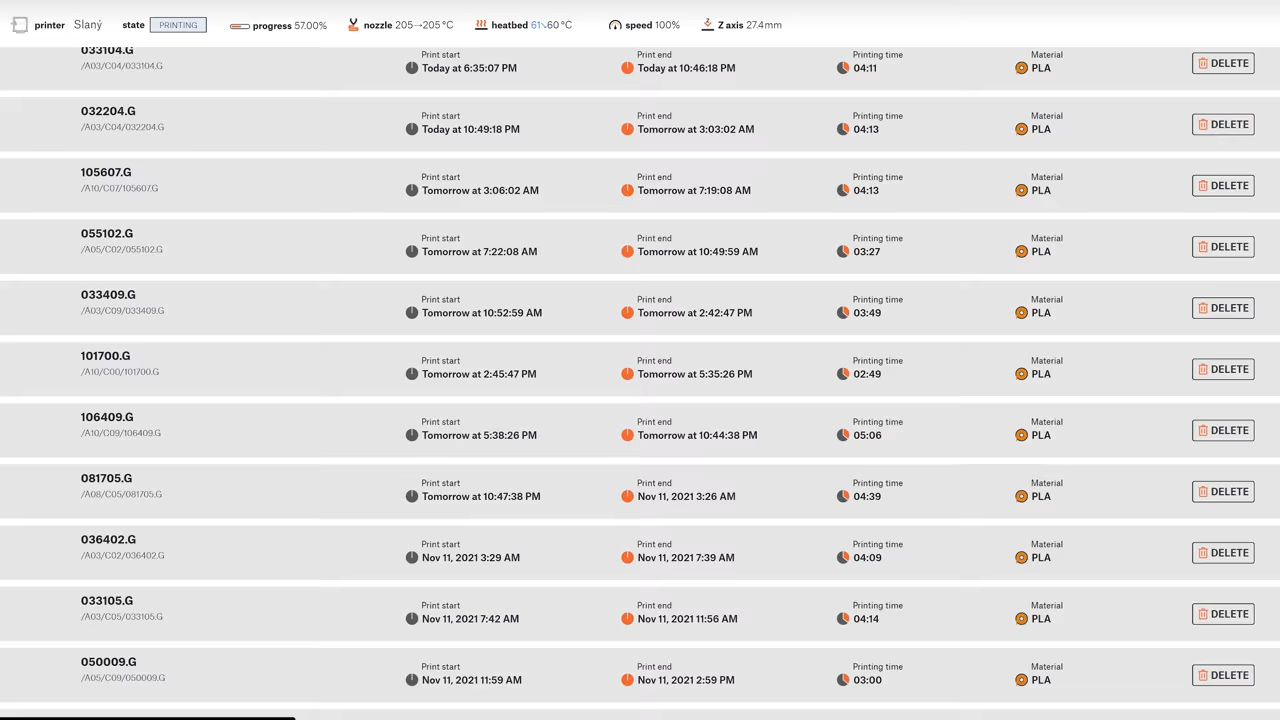 printer Slaný state PRINTING progress 57.00% nozzle 205→205 °C heatbed 61↘60 °C speed 100% Z axis 27.4 mm
033104.G
/A03/C04/033104.G
Print start
Today at 6:35:07 PM
Print end
Today at 10:46:18 PM
Printing time
04:11
Material
PLA
DELETE
032204.G
/A03/C04/032204.G
Print start
Today at 10:49:18 PM
Print end
Tomorrow at 3:03:02 AM
Printing time
04:13
Material
PLA
DELETE
105607.G
/A10/C07/105607.G
Print start
Tomorrow at 3:06:02 AM
Print end
Tomorrow at 7:19:08 AM
Printing time
04:13
Material
PLA
DELETE
055102.G
/A05/C02/055102.G
Print start
Tomorrow at 7:22:08 AM
Print end
Tomorrow at 10:49:59 AM
Printing time
03:27
Material
PLA
DELETE
033409.G
/A03/C09/033409.G
Print start
Tomorrow at 10:52:59 AM
Print end
Tomorrow at 2:42:47 PM
Printing time
03:49
Material
PLA
DELETE
101700.G
/A10/C00/101700.G
Print start
Tomorrow at 2:45:47 PM
Print end
Tomorrow at 5:35:26 PM
Printing time
02:49
Material
PLA
DELETE
106409.G
/A10/C09/106409.G
Print start
Tomorrow at 5:38:26 PM
Print end
Tomorrow at 10:44:38 PM
Printing time
05:06
Material
PLA
DELETE
081705.G
/A08/C05/081705.G
Print start
Tomorrow at 10:47:38 PM
Print end
Nov 11, 2021 3:26 AM
Printing time
04:39
Material
PLA
DELETE
036402.G
/A03/C02/036402.G
Print start
Nov 11, 2021 3:29 AM
Print end
Nov 11, 2021 7:39 AM
Printing time
04:09
Material
PLA
DELETE
033105.G
/A03/C05/033105.G
Print start
Nov 11, 2021 7:42 AM
Print end
Nov 11, 2021 11:56 AM
Printing time
04:14
Material
PLA
DELETE
050009.G
/A05/C09/050009.G
Print start
Nov 11, 2021 11:59 AM
Print end
Nov 11, 2021 2:59 PM
Printing time
03:00
Material
PLA
DELETE